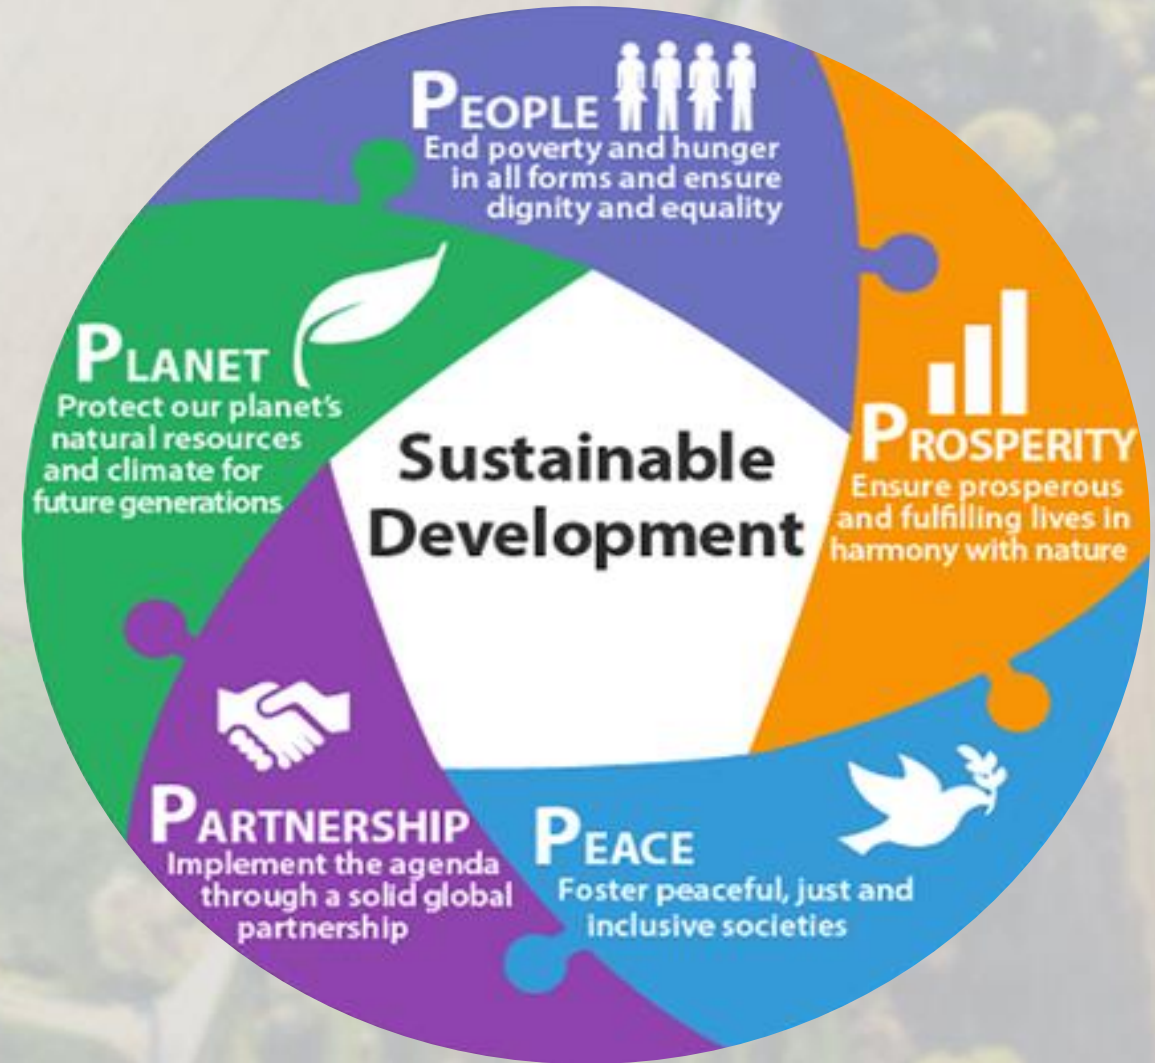 PEOPLE
End poverty and hunger
in all forms and ensure
dignity and equality
PROSPERITY
Ensure prosperous
and fulfilling lives in
harmony with nature
PEACE
Foster peaceful, just and
inclusive societies
PARTNERSHIP
Implement the agenda
through a solid global
partnership
PLANET
Protect our planet's
natural resources
and climate for
future generations
Sustainable
Development